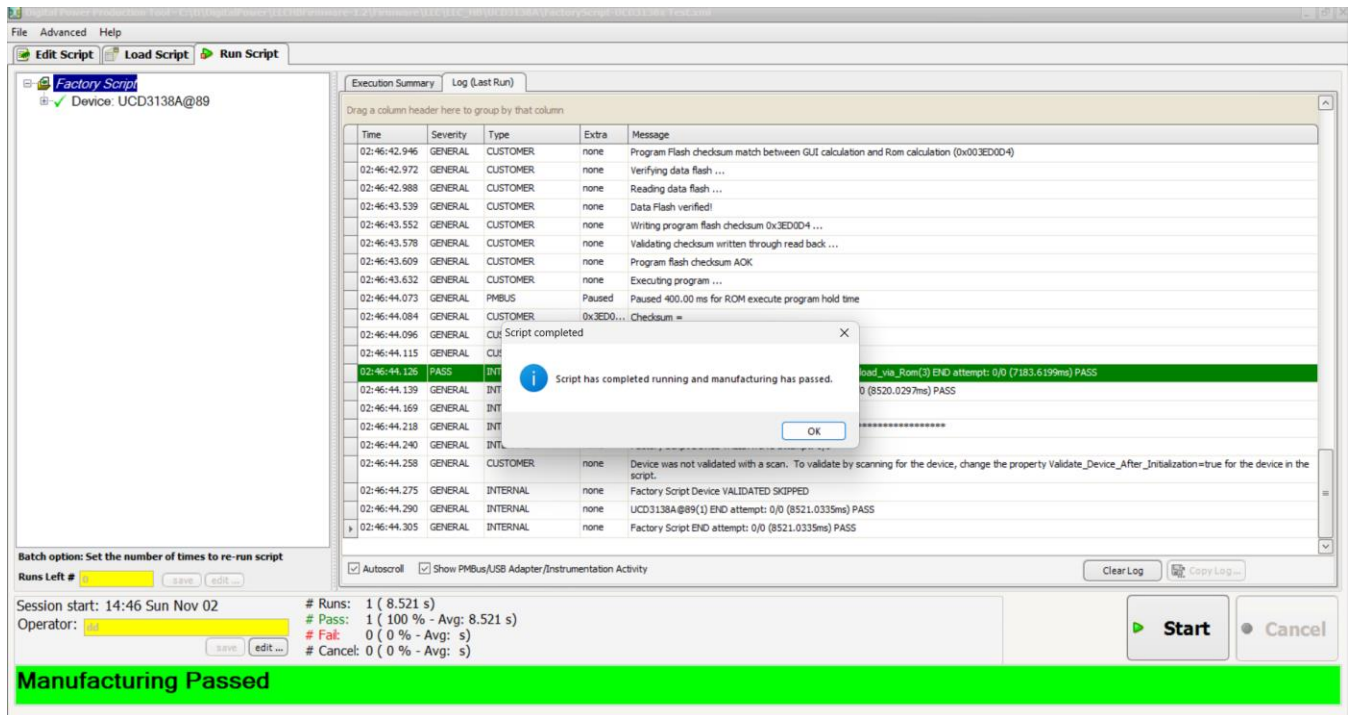 File Advanced Help
Edit Script Load Script Run Script
Factory Script
Device: UCD3138A@89
Execution Summary Log (Last Run)
Drag a column header here to group by that column
Time Severity Type Extra Message
02:46:42.946 GENERAL CUSTOMER none Program Flash checksum match between GUI calculation and Rom calculation (0x003ED0D4)
02:46:42.972 GENERAL CUSTOMER none Verifying data flash ...
02:46:42.988 GENERAL CUSTOMER none Reading data flash ...
02:46:43.539 GENERAL CUSTOMER none Data Flash verified!
02:46:43.552 GENERAL CUSTOMER none Writing program flash checksum 0x3ED0D4 ...
02:46:43.578 GENERAL CUSTOMER none Validating checksum written through read back ...
02:46:43.609 GENERAL CUSTOMER none Program flash checksum AOK
02:46:43.632 GENERAL CUSTOMER none Executing program ...
02:46:44.073 GENERAL PMBUS Paused Paused 400.00 ms for ROM execute program hold time
02:46:44.084 GENERAL CUSTOMER 0x3ED0... Checksum =
02:46:44.096 GENERAL CUS
02:46:44.115 GENERAL CUS
02:46:44.126 PASS INT load_via_Rom(3) END attempt: 0/0 (7183.6199ms) PASS
02:46:44.139 GENERAL INT 0 (8520.0297ms) PASS
02:46:44.169 GENERAL INT
02:46:44.218 GENERAL INT ******************
02:46:44.240 GENERAL INT
02:46:44.258 GENERAL CUSTOMER none Device was not validated with a scan. To validate by scanning for the device, change the property Validate_Device_After_Initialization=true for the device in the
script.
02:46:44.275 GENERAL INTERNAL none Factory Script Device VALIDATED SKIPPED
02:46:44.290 GENERAL INTERNAL none UCD3138A@89(1) END attempt: 0/0 (8521.0335ms) PASS
02:46:44.305 GENERAL INTERNAL none Factory Script END attempt: 0/0 (8521.0335ms) PASS
Script completed
Script has completed running and manufacturing has passed.
OK
Batch option: Set the number of times to re-run script
Runs Left # 0 save edit ...
Autoscroll Show PMBus/USB Adapter/Instrumentation Activity Clear Log Copy Log...
Session start: 14:46 Sun Nov 02
Operator: dd
save edit ...
# Runs: 1 ( 8.521 s)
# Pass: 1 ( 100 % - Avg: 8.521 s)
# Fail: 0 ( 0 % - Avg: s)
# Cancel: 0 ( 0 % - Avg: s)
Start Cancel
Manufacturing Passed